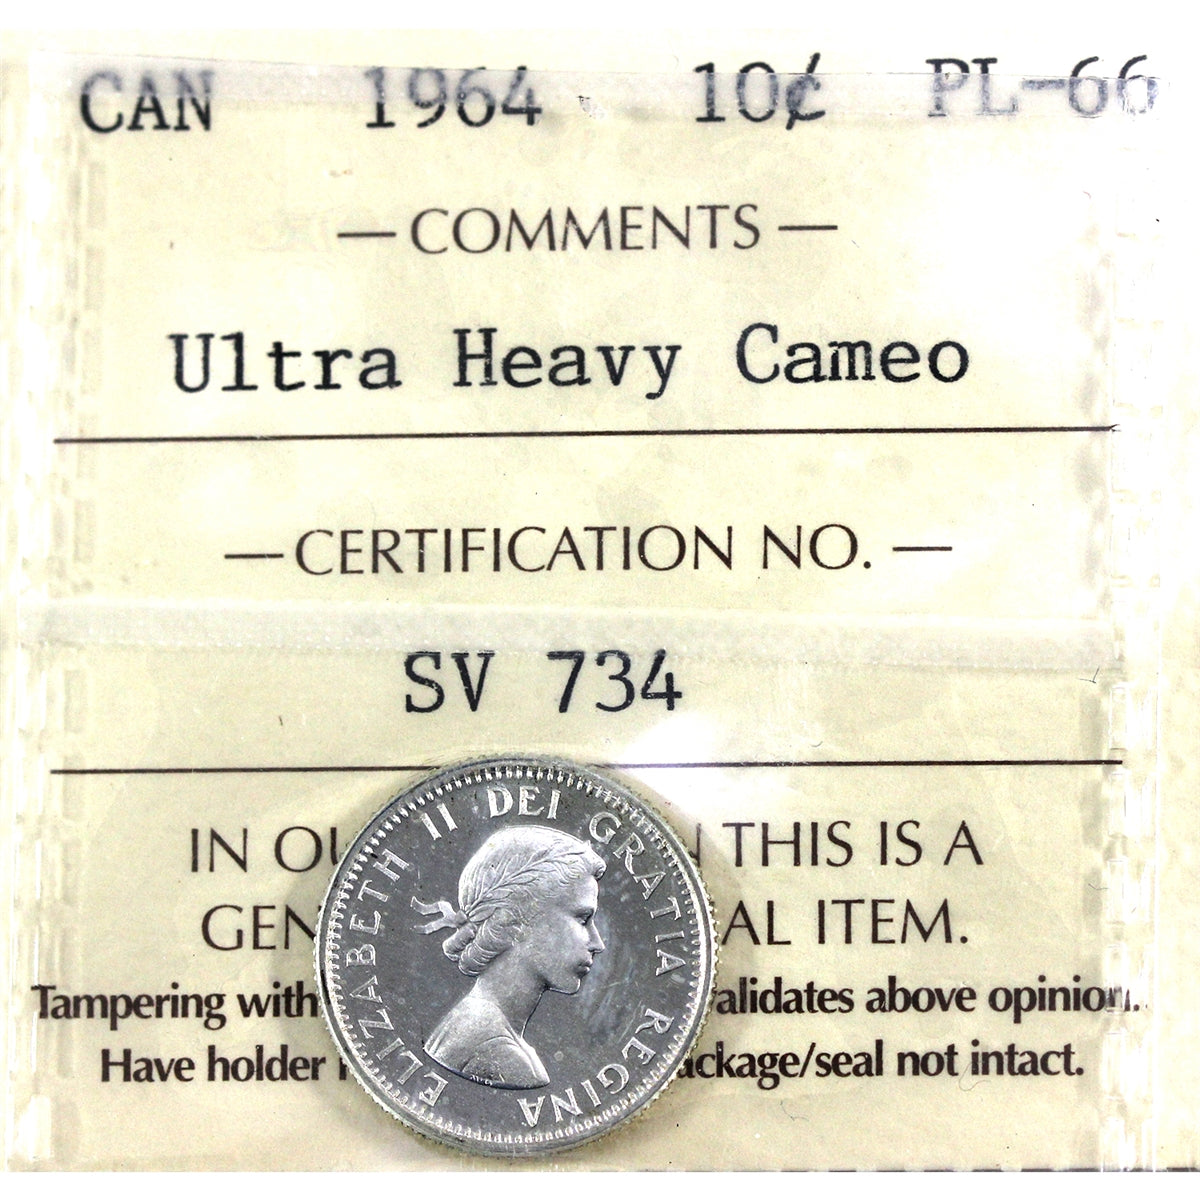 CAN 1964 10¢ PL-66
— COMMENTS —
Ultra Heavy Cameo
— CERTIFICATION NO. —
SV 734
IN THIS IS A
ITEM.
Tampering with above opinion.
Have holder not intact.
ELIZABETH II DEI GRATIA REGINA